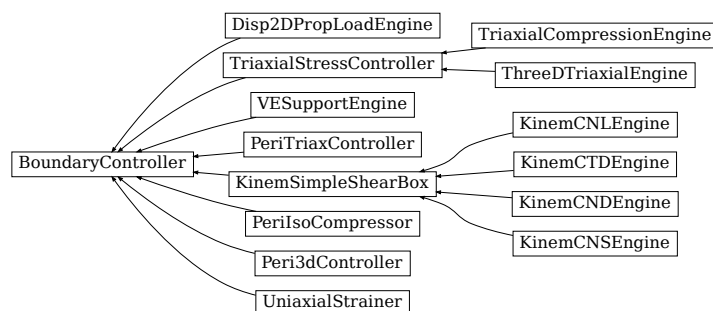 Disp2DPropLoadEngine
TriaxialCompressionEngine
TriaxialStressController
ThreeDTriaxialEngine
VESupportEngine
KinemCNLEngine
PeriTriaxController
BoundaryController
KinemCTDEngine
KinemSimpleShearBox
KinemCNDEngine
PeriIsoCompressor
KinemCNSEngine
Peri3dController
UniaxialStrainer